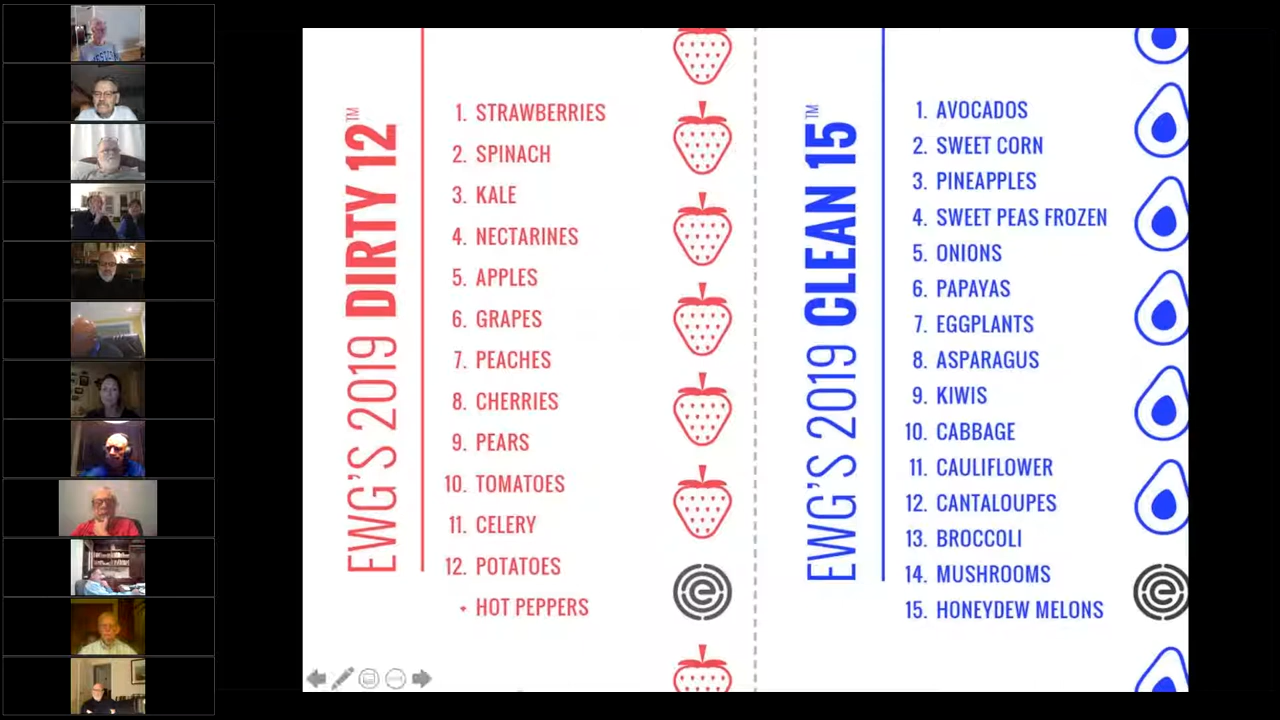 EWG'S 2019 DIRTY 12™
1. STRAWBERRIES
2. SPINACH
3. KALE
4. NECTARINES
5. APPLES
6. GRAPES
7. PEACHES
8. CHERRIES
9. PEARS
10. TOMATOES
11. CELERY
12. POTATOES
+ HOT PEPPERS
EWG'S 2019 CLEAN 15™
1. AVOCADOS
2. SWEET CORN
3. PINEAPPLES
4. SWEET PEAS FROZEN
5. ONIONS
6. PAPAYAS
7. EGGPLANTS
8. ASPARAGUS
9. KIWIS
10. CABBAGE
11. CAULIFLOWER
12. CANTALOUPES
13. BROCCOLI
14. MUSHROOMS
15. HONEYDEW MELONS